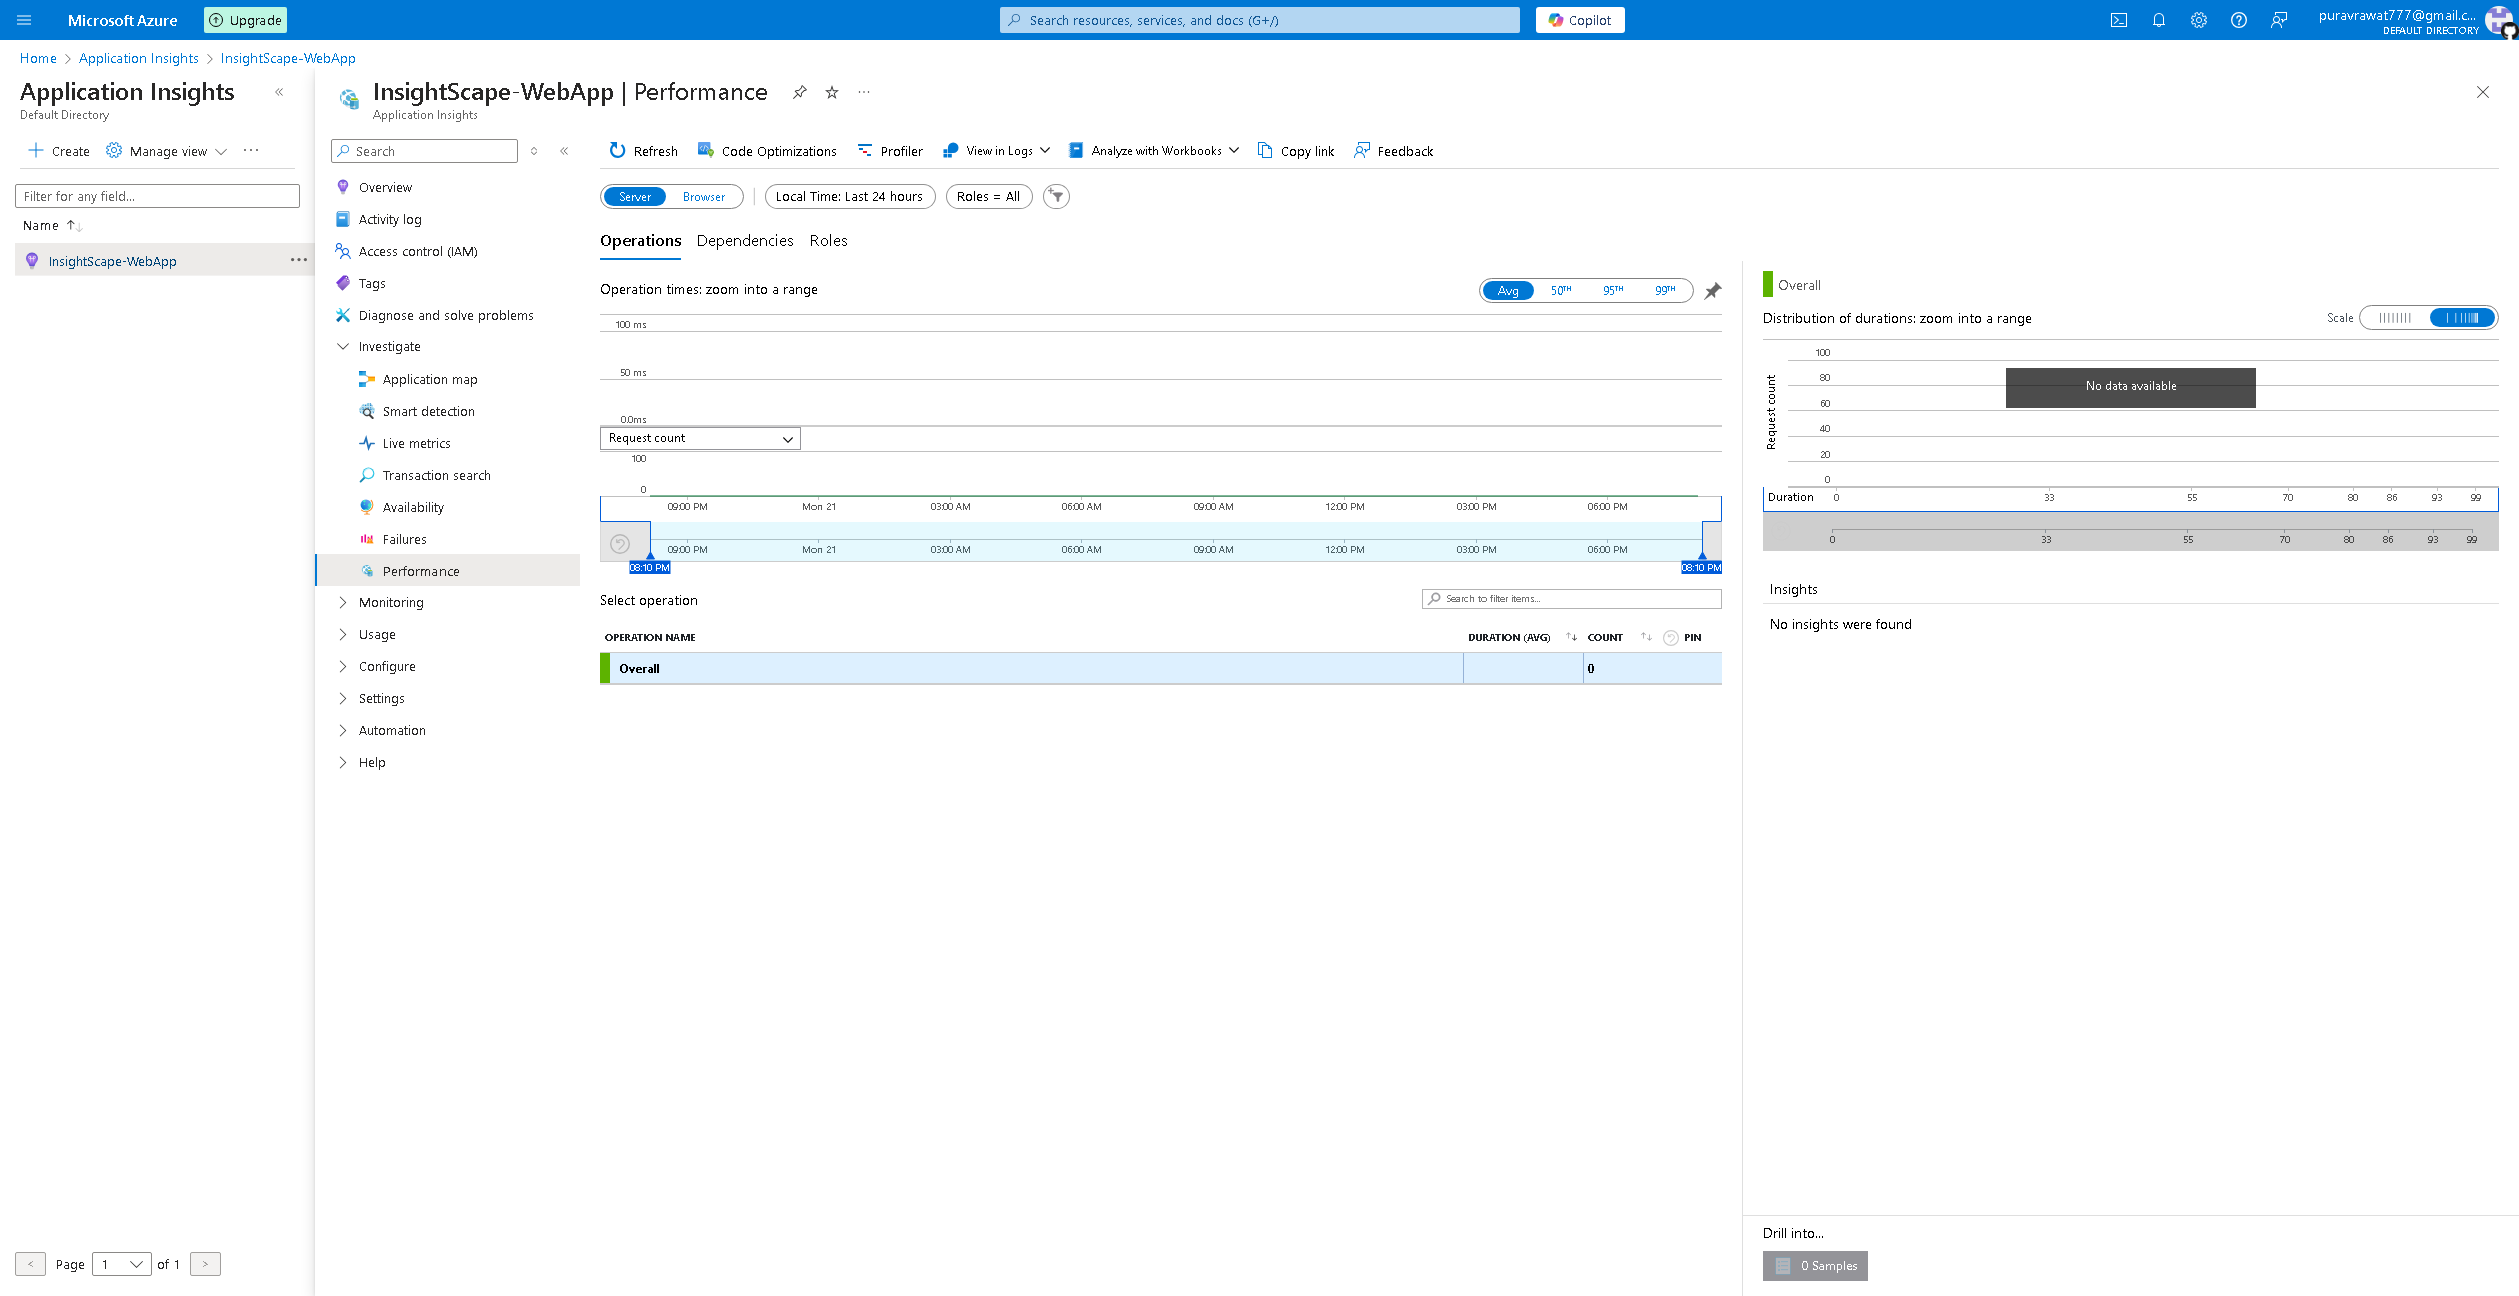 Microsoft Azure
Upgrade
Search resources, services, and docs (G+/)
Copilot
puravrawat777@gmail.c...
DEFAULT DIRECTORY
Home > Application Insights > InsightScape-WebApp
Application Insights
Default Directory
Create
Manage view
Filter for any field...
Name
InsightScape-WebApp
< Page 1 of 1 >
InsightScape-WebApp | Performance
Application Insights
Search
Overview
Activity log
Access control (IAM)
Tags
Diagnose and solve problems
Investigate
Application map
Smart detection
Live metrics
Transaction search
Availability
Failures
Performance
Monitoring
Usage
Configure
Settings
Automation
Help
Refresh
Code Optimizations
Profiler
View in Logs
Analyze with Workbooks
Copy link
Feedback
Server
Browser
Local Time: Last 24 hours
Roles = All
Operations
Dependencies
Roles
Operation times: zoom into a range
Avg
50TH
95TH
99TH
100 ms
50 ms
0.0ms
Request count
100
0
09:00 PM Mon 21 03:00 AM 06:00 AM 09:00 AM 12:00 PM 03:00 PM 06:00 PM
09:00 PM Mon 21 03:00 AM 06:00 AM 09:00 AM 12:00 PM 03:00 PM 06:00 PM
08:10 PM
08:10 PM
Select operation
Search to filter items...
OPERATION NAME
DURATION (AVG)
COUNT
PIN
Overall
0
Overall
Distribution of durations: zoom into a range
Scale
Request count
100
80
60
40
20
0
No data available
Duration 0 33 55 70 80 86 93 99
0 33 55 70 80 86 93 99
Insights
No insights were found
Drill into...
0 Samples